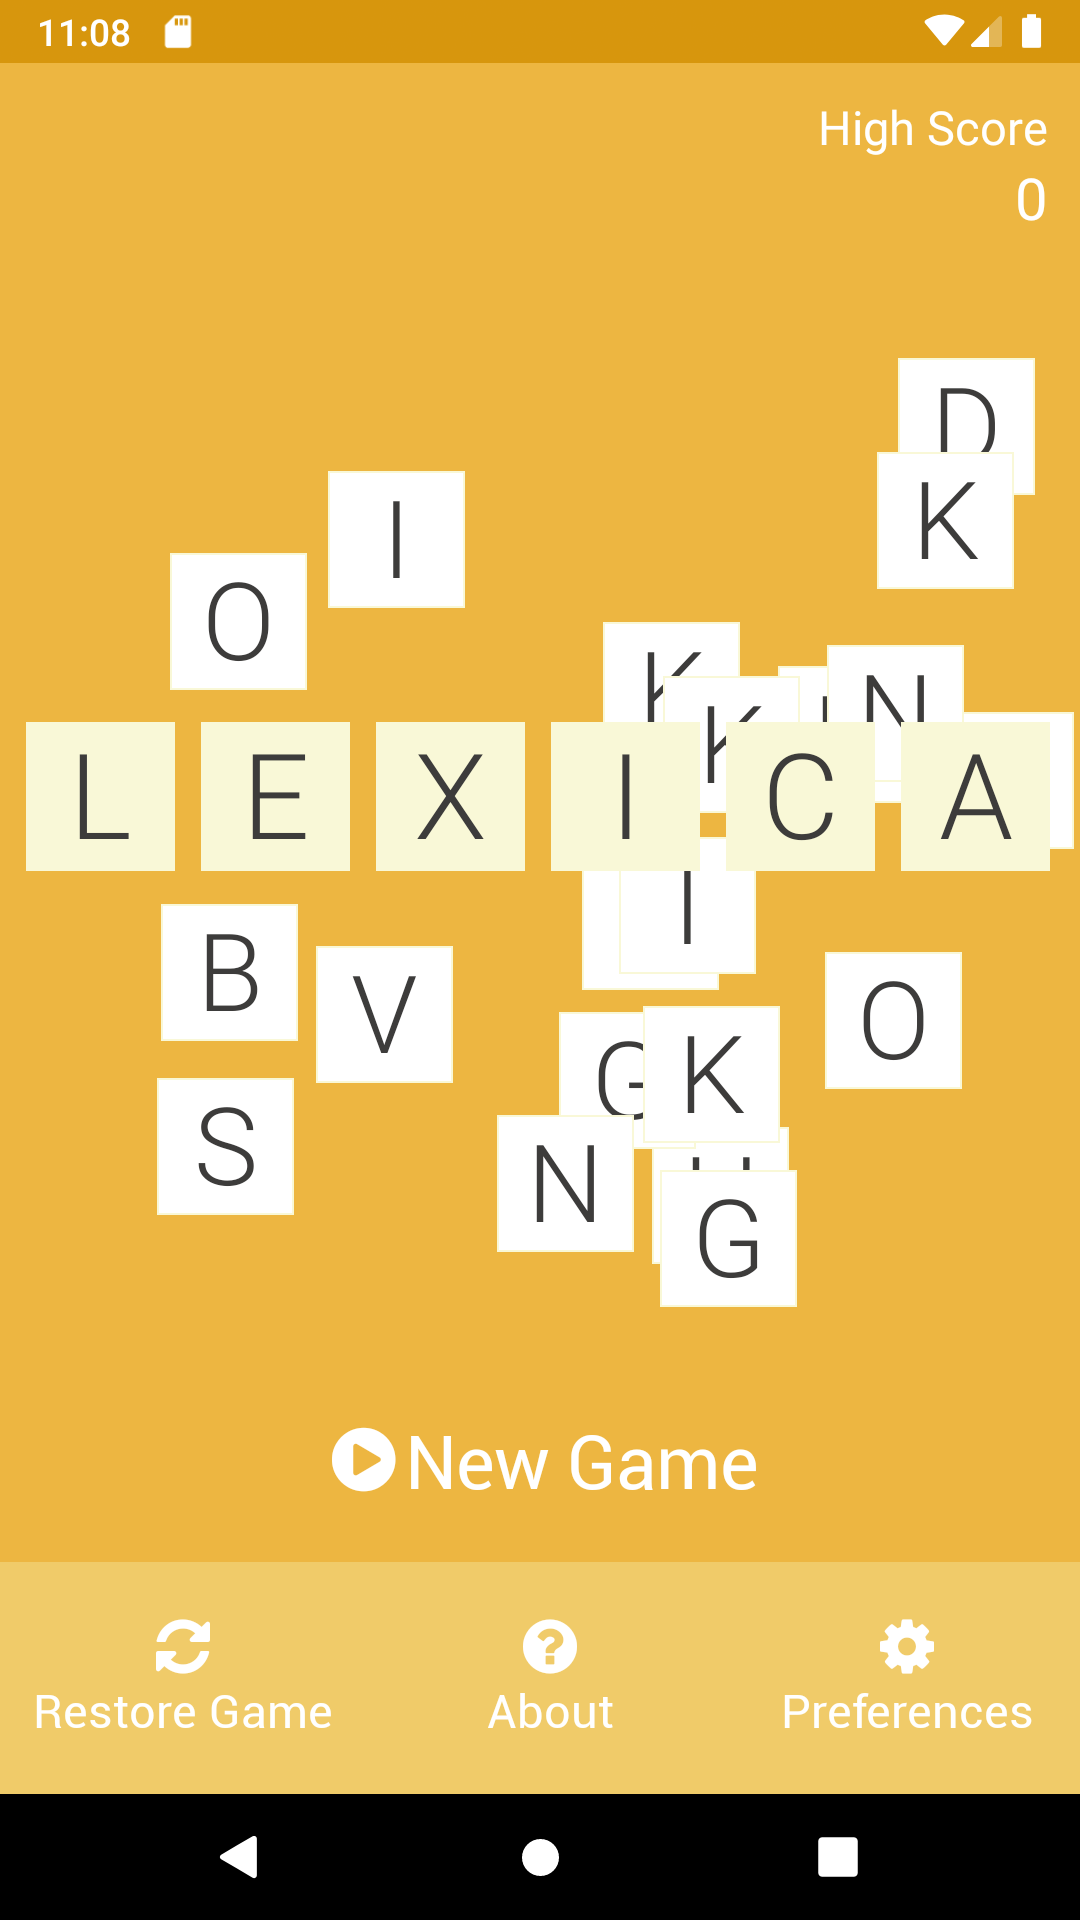 11:08
High Score
0
D
K
I
O
K
N
K
L E X I C A
I
B
V
O
G
K
S
N
G
New Game
Restore Game
About
Preferences